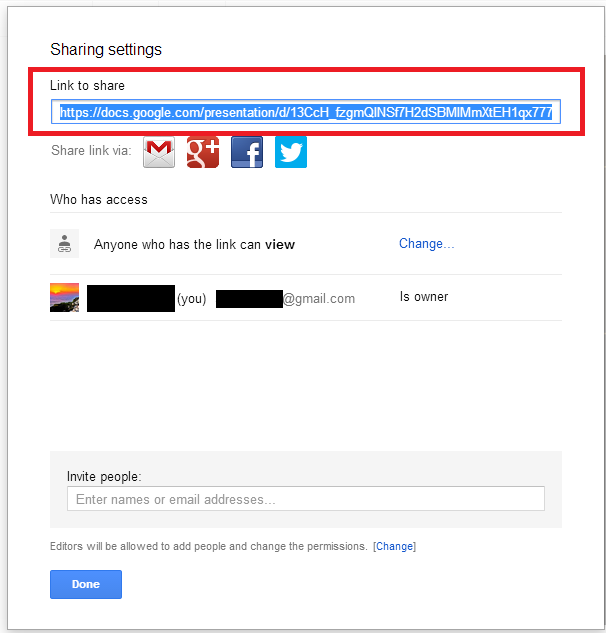 Sharing settings
Link to share
https://docs.google.com/presentation/d/13CcH_fzgmQlNSf7H2dSBMlMmXtEH1qx777
Share link via:
g+ f
Who has access
Anyone who has the link can view Change...
(you) @gmail.com Is owner
Invite people:
Enter names or email addresses...
Editors will be allowed to add people and change the permissions. [Change]
Done